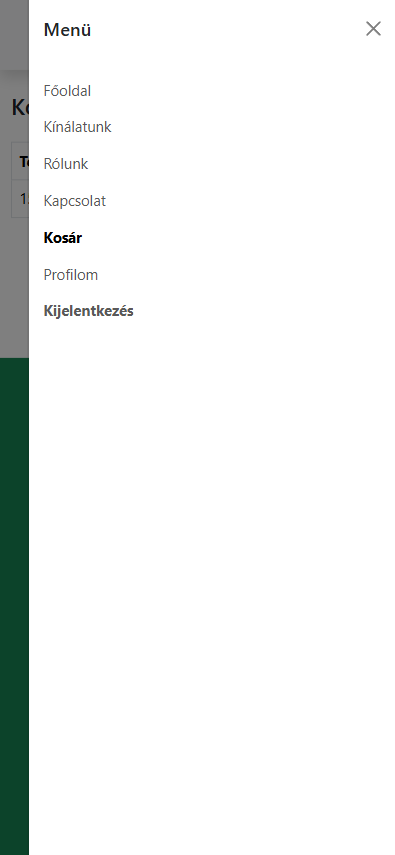 Menü
Főoldal
Kínálatunk
Rólunk
Kapcsolat
Kosár
Profilom
Kijelentkezés